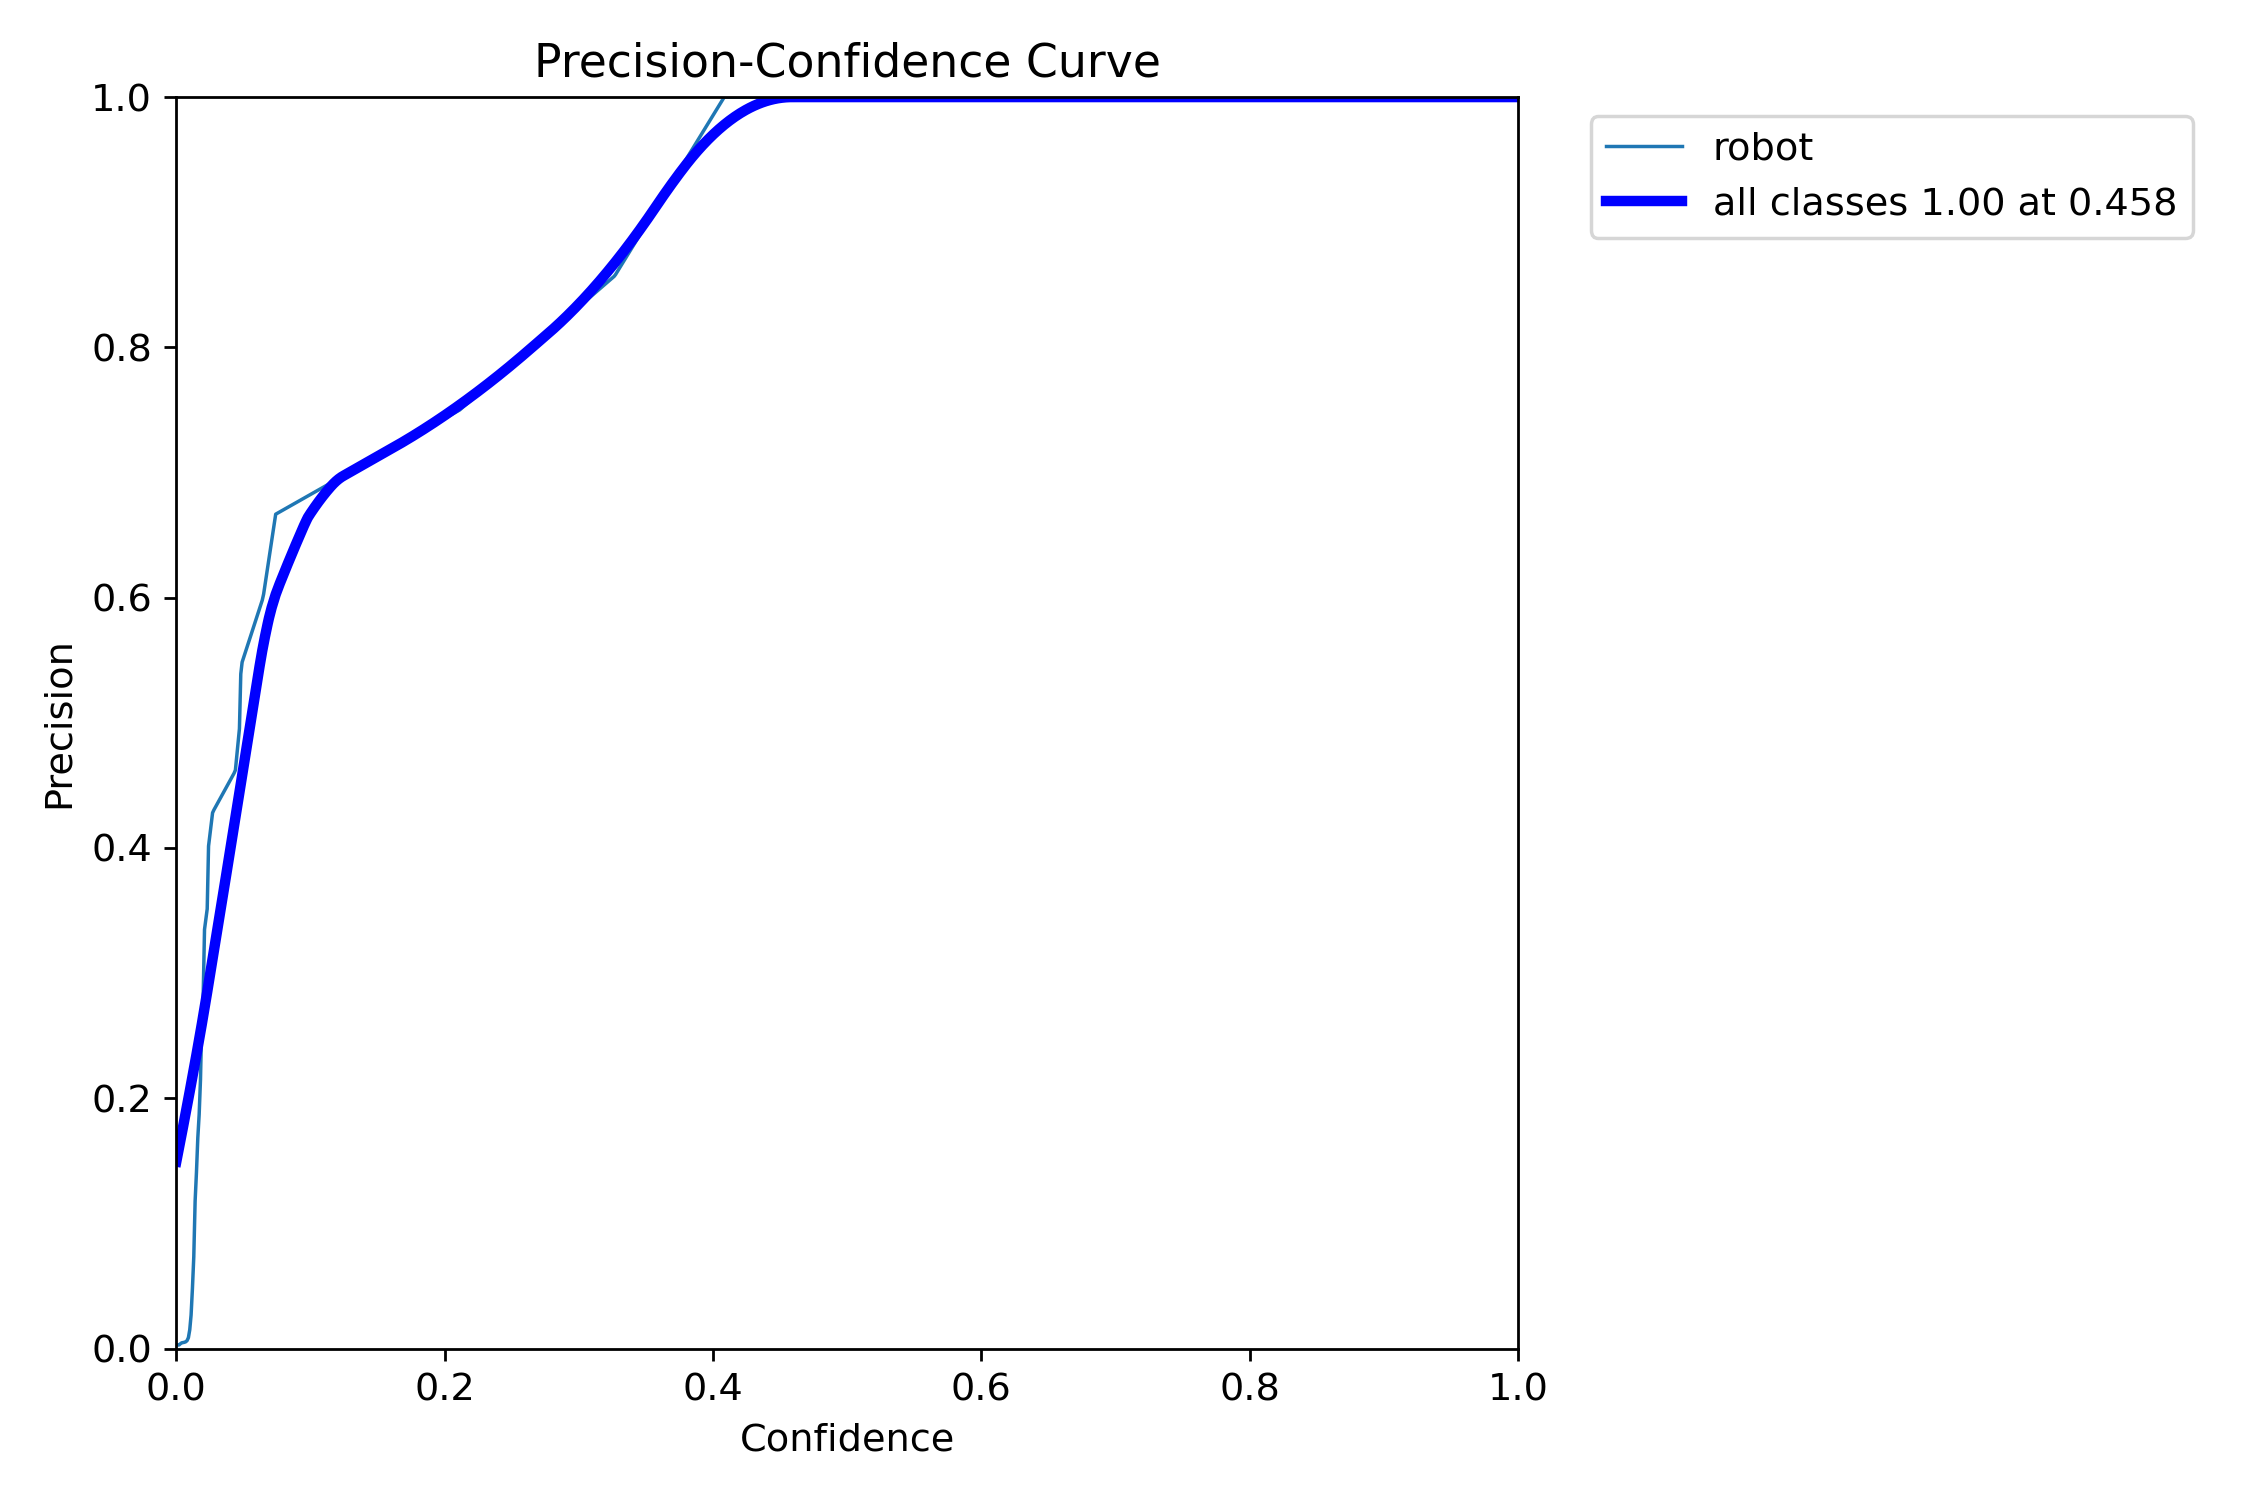 Precision-Confidence Curve
robot
all classes 1.00 at 0.458
Precision
1.0
0.8
0.6
0.4
0.2
0.0
0.0 0.2 0.4 0.6 0.8 1.0
Confidence